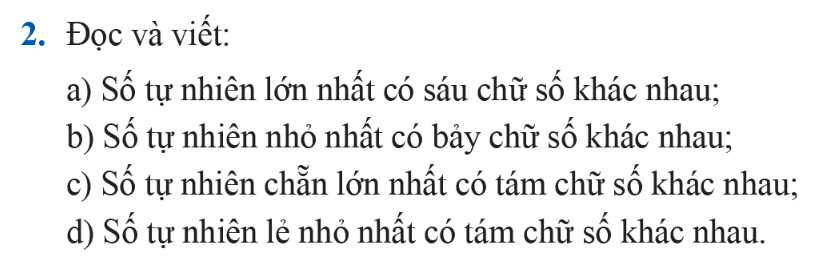 2. Đọc và viết:
a) Số tự nhiên lớn nhất có sáu chữ số khác nhau;
b) Số tự nhiên nhỏ nhất có bảy chữ số khác nhau;
c) Số tự nhiên chẵn lớn nhất có tám chữ số khác nhau;
d) Số tự nhiên lẻ nhỏ nhất có tám chữ số khác nhau.